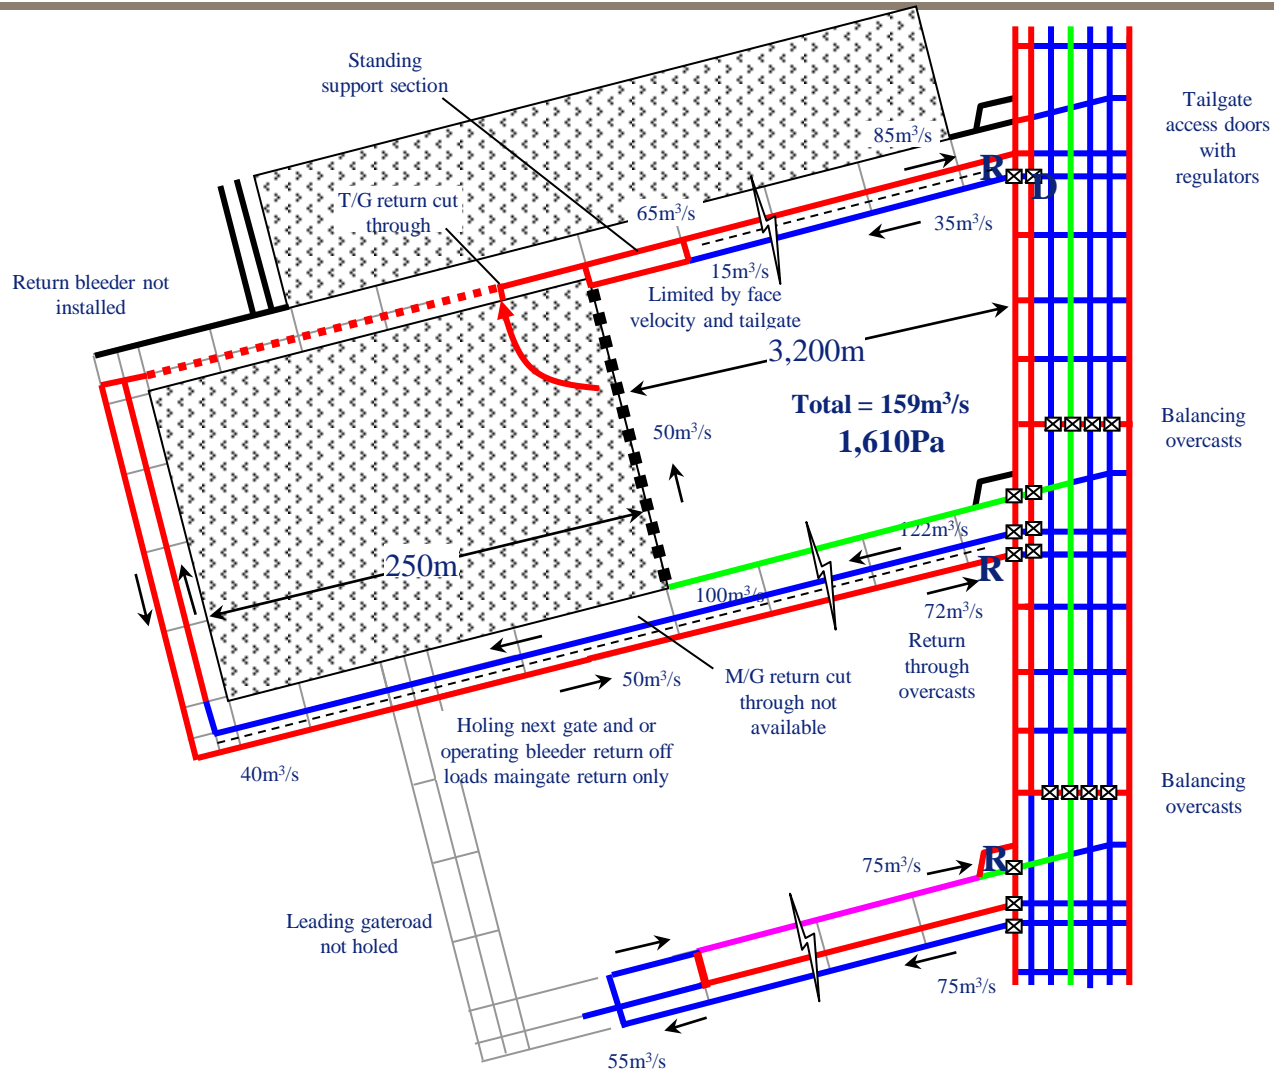 Standing
support section
Tailgate
access doors
with
regulators
85m³/s
R
D
T/G return cut
through
65m³/s
35m³/s
15m³/s
Return bleeder not
installed
Limited by face
velocity and tailgate
3,200m
Total = 159m³/s
1,610Pa
Balancing
overcasts
50m³/s
122m³/s
250m
R
100m³/s
72m³/s
Return
through
overcasts
50m³/s
M/G return cut
through not
available
Holing next gate and or
operating bleeder return off
loads maingate return only
40m³/s
Balancing
overcasts
R
75m³/s
Leading gateroad
not holed
75m³/s
55m³/s